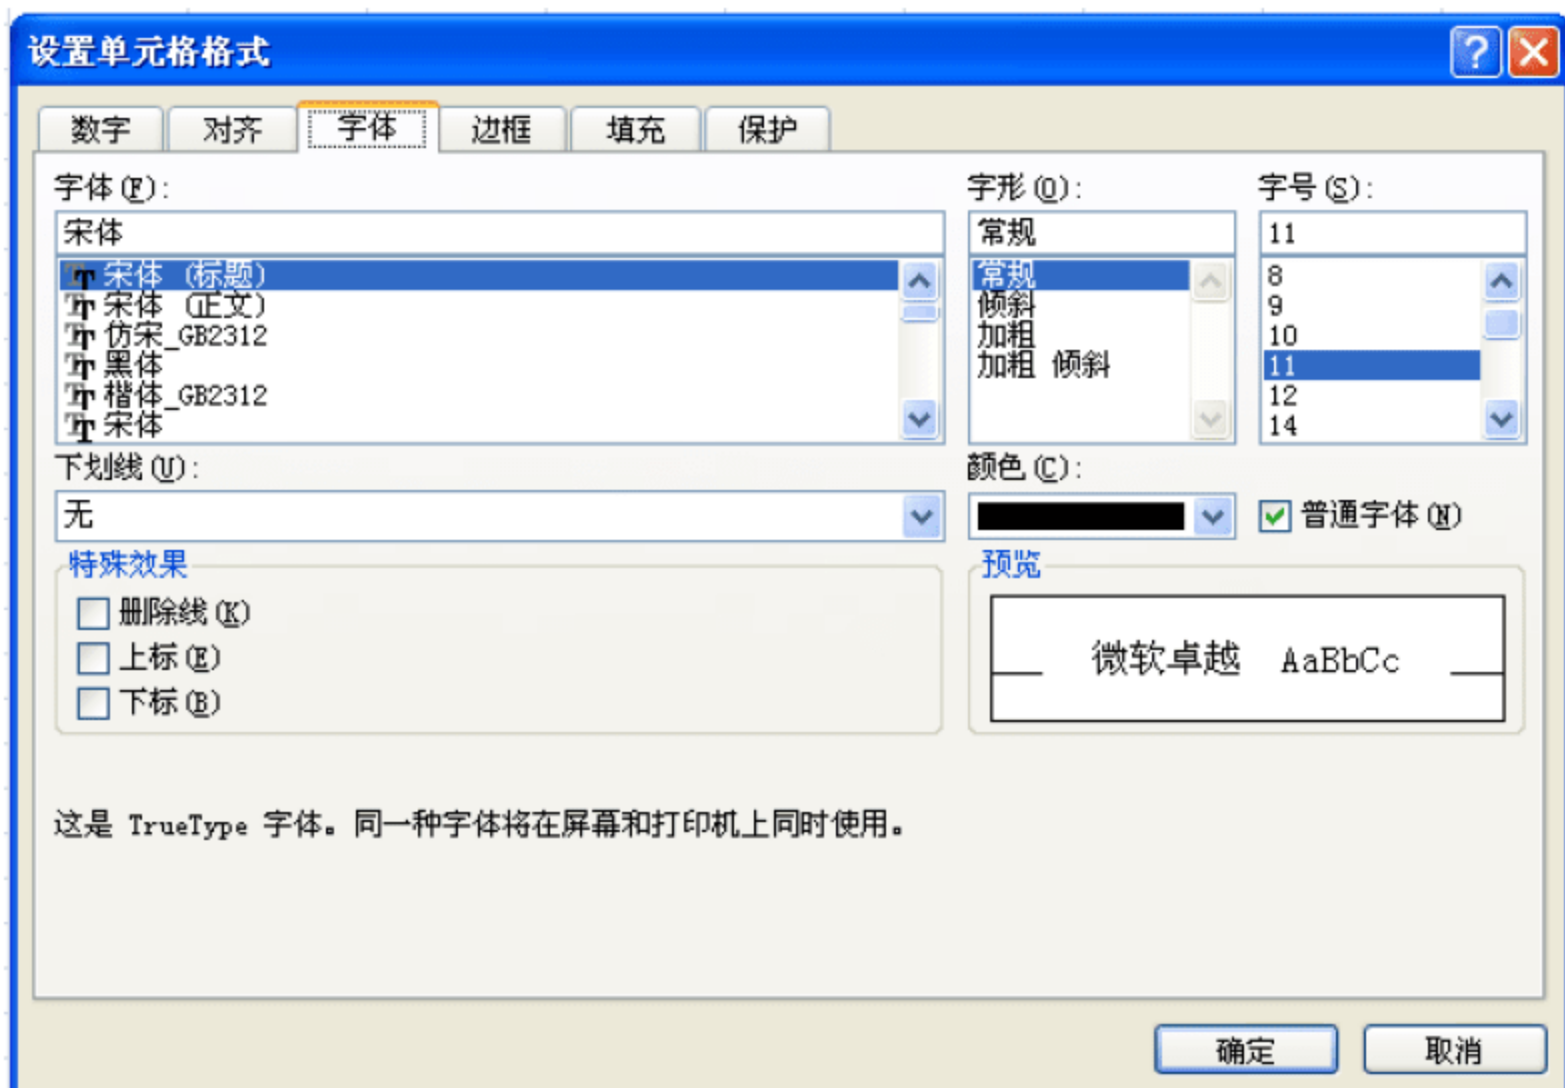 设置单元格格式
数字 对齐 字体 边框 填充 保护
字体(F): 字形(O): 字号(S):
宋体 常规 11
宋体 (标题) 常规 8
宋体 (正文) 倾斜 9
仿宋_GB2312 加粗 10
黑体 加粗 倾斜 11
楷体_GB2312 12
宋体 14
下划线(U): 颜色(C):
无 普通字体(N)
特殊效果 预览
删除线(K)
上标(E) 微软卓越 AaBbCc
下标(B)
这是 TrueType 字体。同一种字体将在屏幕和打印机上同时使用。
确定 取消